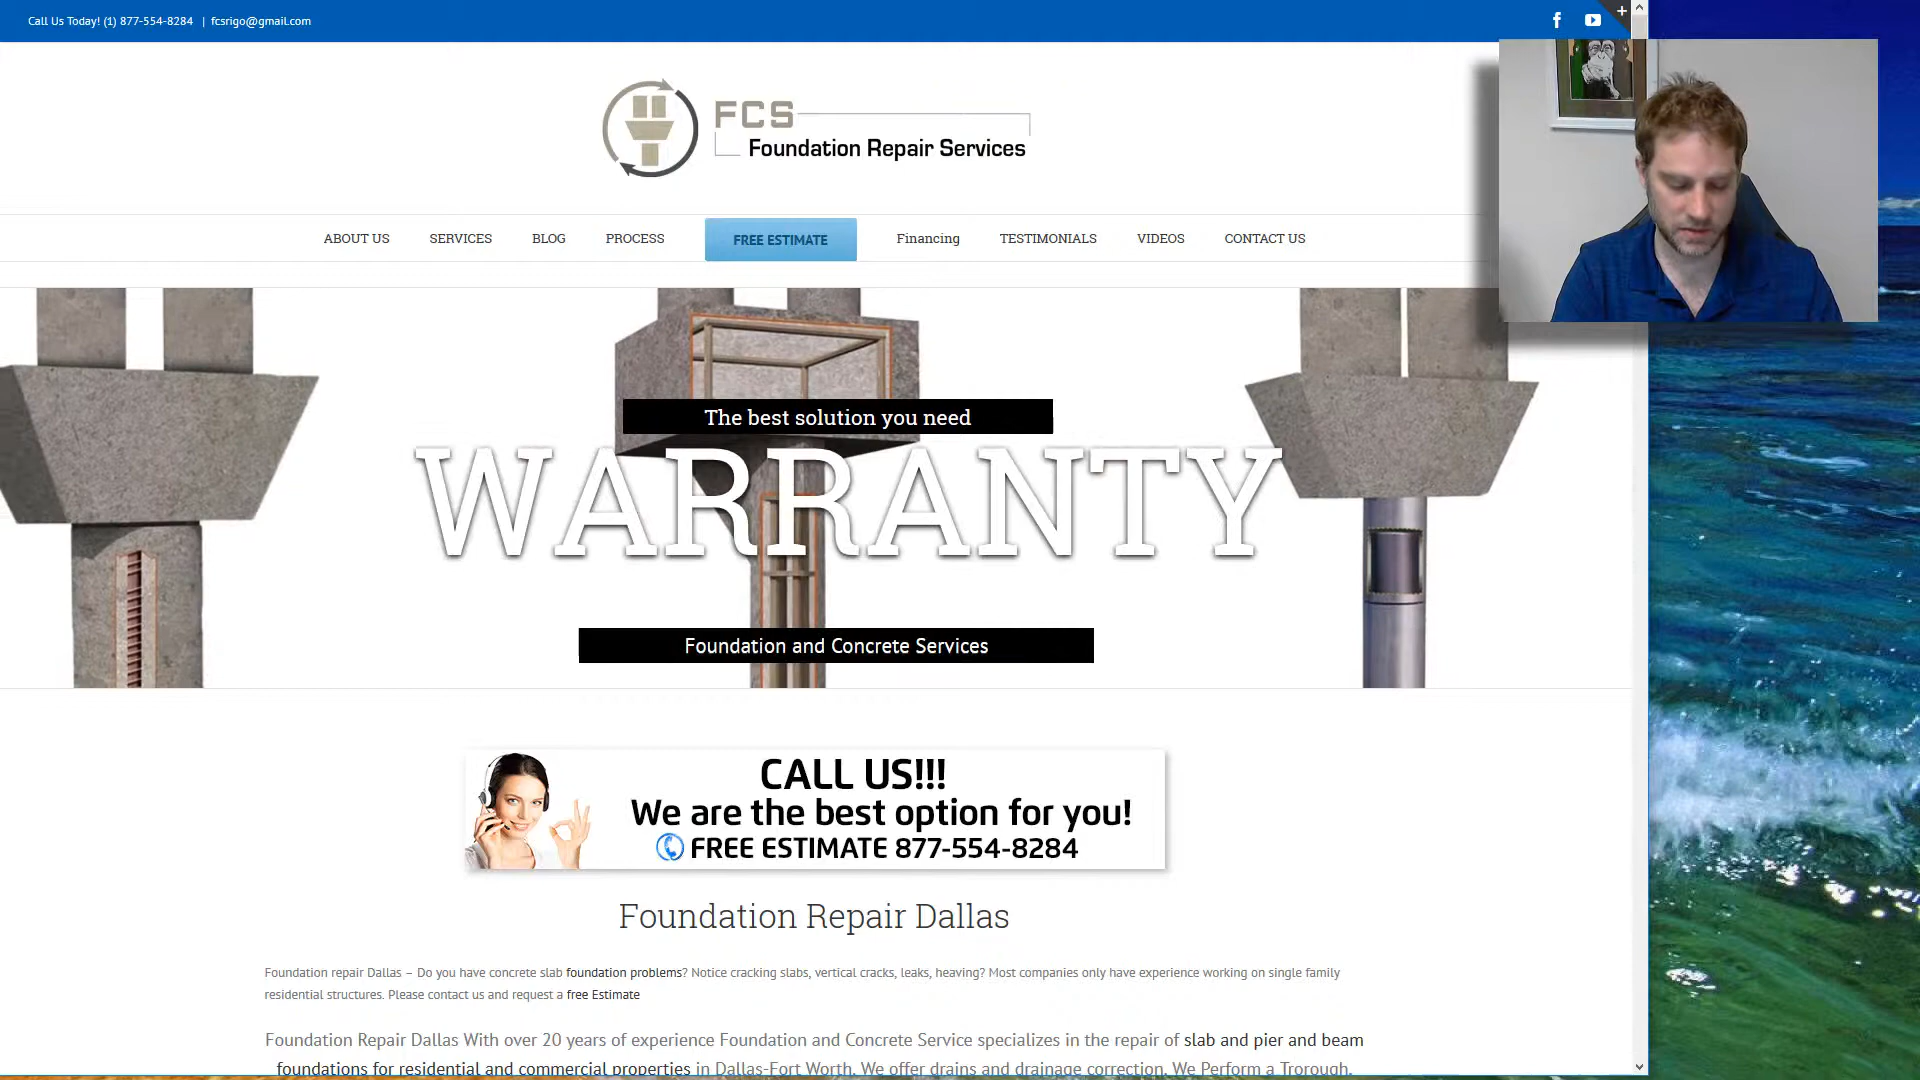 Call Us Today! (1) 877-554-8284 | fcsrigo@gmail.com
FCS
Foundation Repair Services
ABOUT US SERVICES BLOG PROCESS FREE ESTIMATE Financing TESTIMONIALS VIDEOS CONTACT US
The best solution you need
WARRANTY
Foundation and Concrete Services
CALL US!!!
We are the best option for you!
FREE ESTIMATE 877-554-8284
Foundation Repair Dallas
Foundation repair Dallas – Do you have concrete slab foundation problems? Notice cracking slabs, vertical cracks, leaks, heaving? Most companies only have experience working on single family
residential structures. Please contact us and request a free Estimate
Foundation Repair Dallas With over 20 years of experience Foundation and Concrete Service specializes in the repair of slab and pier and beam
foundations for residential and commercial properties in Dallas-Fort Worth. We offer drains and drainage correction. We Perform a Trorough,